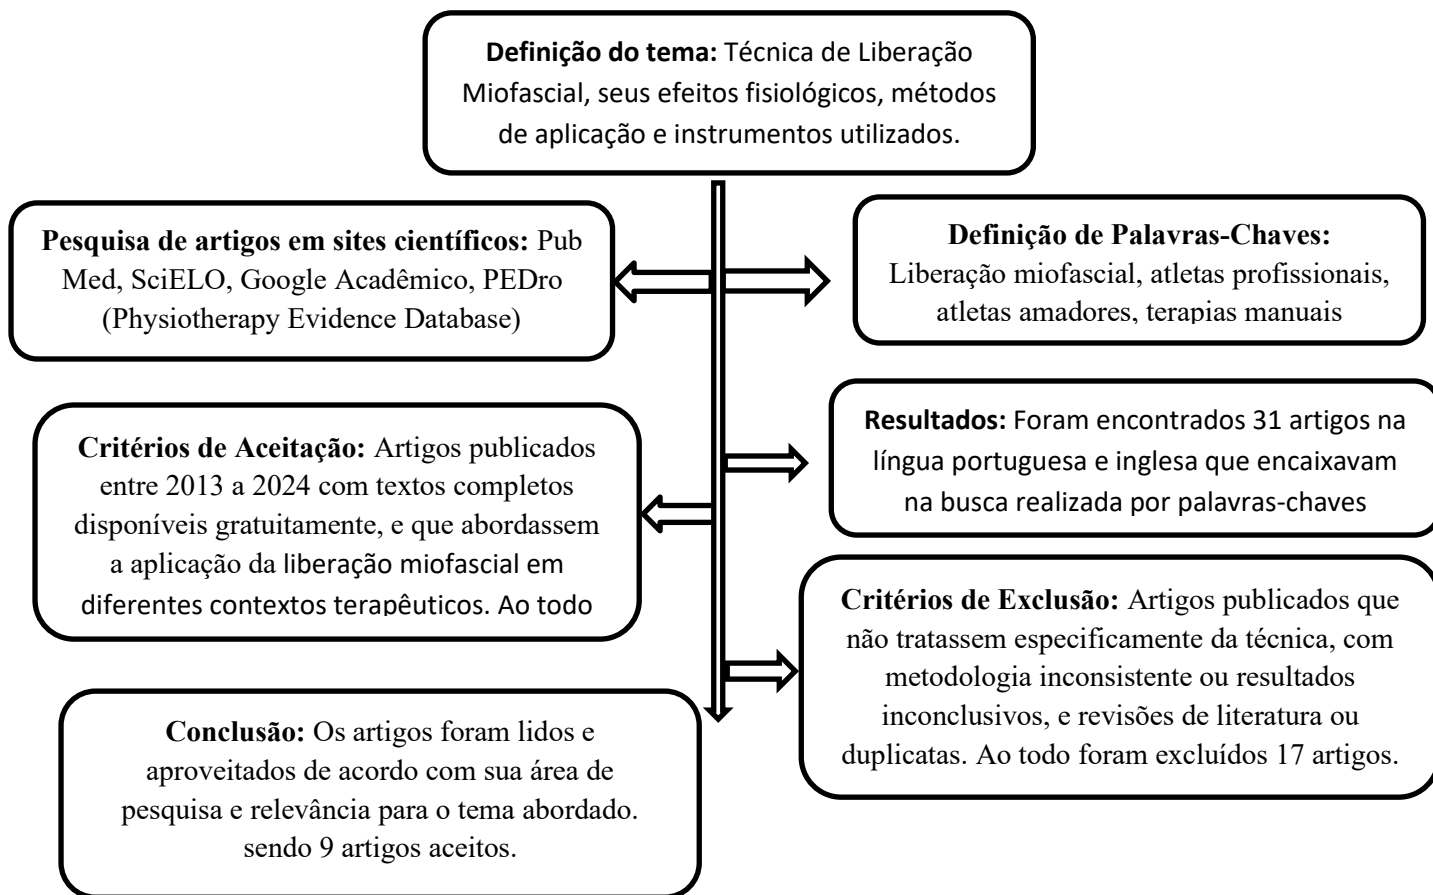 Definição do tema: Técnica de Liberação
Miofascial, seus efeitos fisiológicos, métodos
de aplicação e instrumentos utilizados.
Pesquisa de artigos em sites científicos: Pub
Med, SciELO, Google Acadêmico, PEDro
(Physiotherapy Evidence Database)
Definição de Palavras-Chaves:
Liberação miofascial, atletas profissionais,
atletas amadores, terapias manuais
Critérios de Aceitação: Artigos publicados
entre 2013 a 2024 com textos completos
disponíveis gratuitamente, e que abordassem
a aplicação da liberação miofascial em
diferentes contextos terapêuticos. Ao todo
Resultados: Foram encontrados 31 artigos na
língua portuguesa e inglesa que encaixavam
na busca realizada por palavras-chaves
Critérios de Exclusão: Artigos publicados que
não tratassem especificamente da técnica, com
metodologia inconsistente ou resultados
inconclusivos, e revisões de literatura ou
duplicatas. Ao todo foram excluídos 17 artigos.
Conclusão: Os artigos foram lidos e
aproveitados de acordo com sua área de
pesquisa e relevância para o tema abordado.
sendo 9 artigos aceitos.